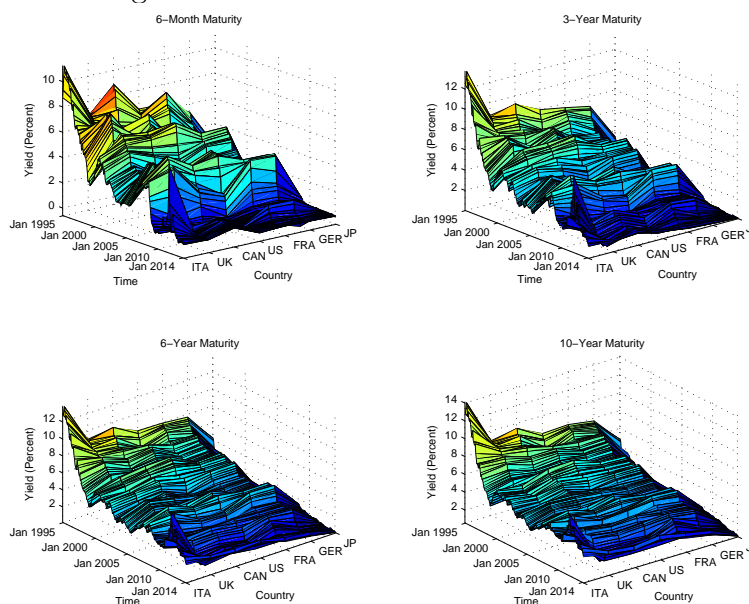 6−Month Maturity
10
8
6
4
2
0
Yield (Percent)
Jan 1995
Jan 2000
Jan 2005
Jan 2010
Jan 2014
Time
ITA
UK
CAN
US
FRA
GER
JP
Country
3−Year Maturity
12
10
8
6
4
2
Yield (Percent)
Jan 1995
Jan 2000
Jan 2005
Jan 2010
Jan 2014
Time
ITA
UK
CAN
US
FRA
GER
Country
6−Year Maturity
12
10
8
6
4
2
Yield (Percent)
Jan 1995
Jan 2000
Jan 2005
Jan 2010
Jan 2014
Time
ITA
UK
CAN
US
FRA
GER
JP
Country
10−Year Maturity
14
12
10
8
6
4
2
Yield (Percent)
Jan 1995
Jan 2000
Jan 2005
Jan 2010
Jan 2014
Time
ITA
UK
CAN
US
FRA
GER
Country